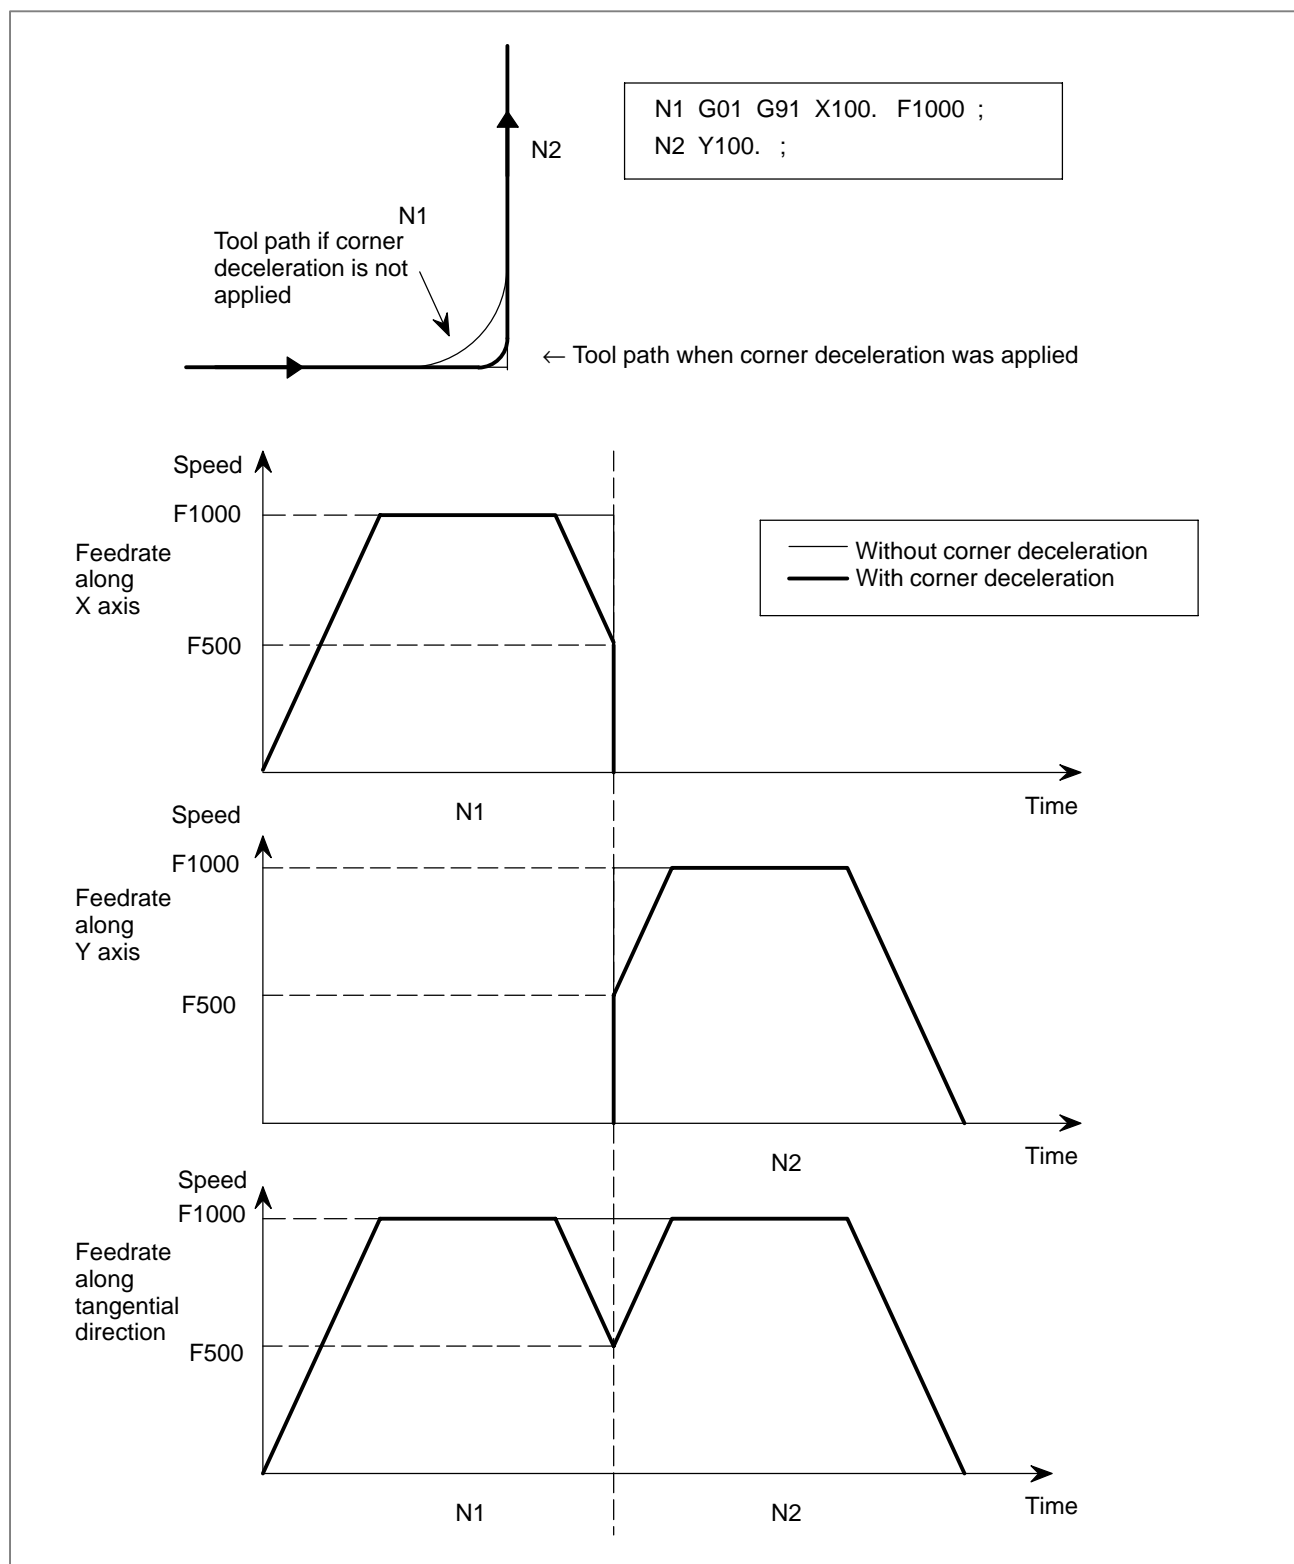 N1 G01 G91 X100. F1000 ;
N2 Y100. ;
N2
N1
Tool path if corner
deceleration is not
applied
← Tool path when corner deceleration was applied
Speed
F1000
Feedrate
along
X axis
F500
Without corner deceleration
With corner deceleration
N1
Time
Speed
F1000
Feedrate
along
Y axis
F500
N2
Time
Speed
F1000
Feedrate
along
tangential
direction
F500
N1
N2
Time